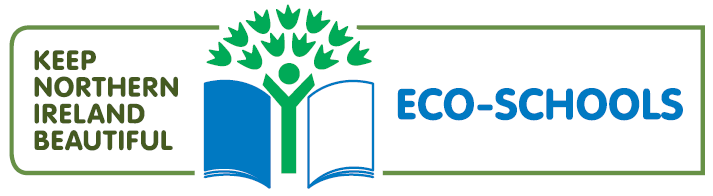 KEEP
NORTHERN
IRELAND
BEAUTIFUL
ECO-SCHOOLS